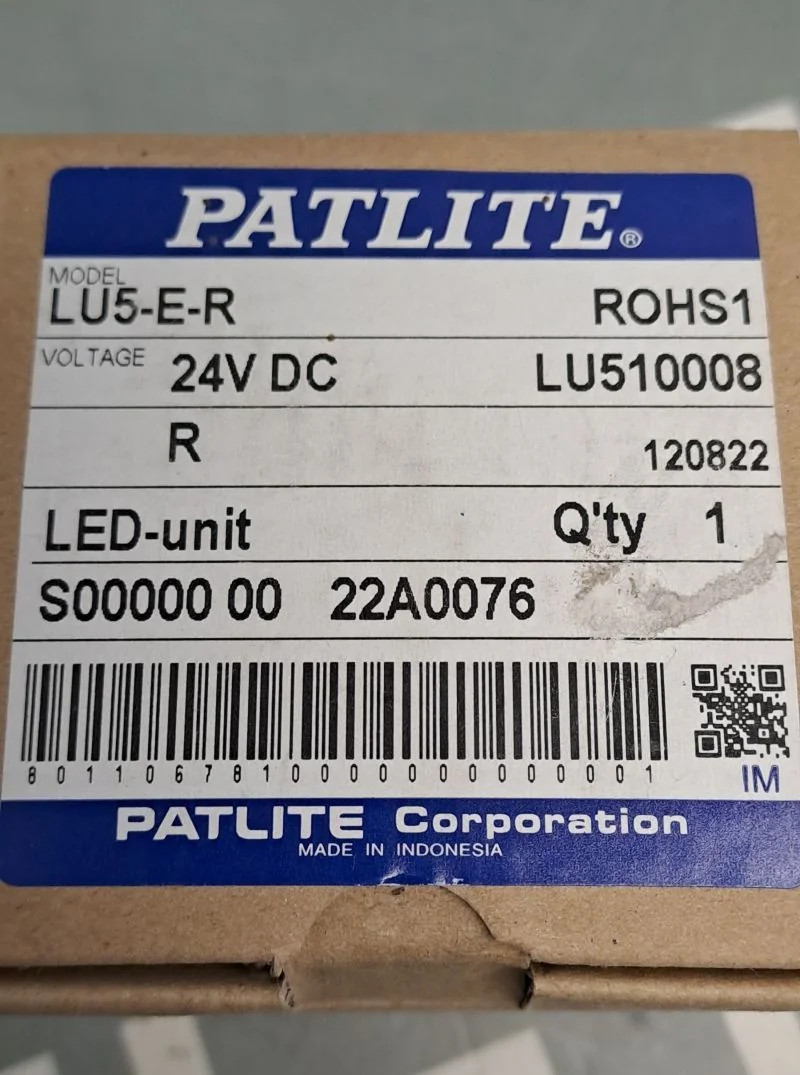 PATLITE®
MODEL
LU5-E-R ROHS1
VOLTAGE 24V DC LU510008
R 120822
LED-unit Q'ty 1
S00000 00 22A0076
8011067810000000000001
IM
PATLITE Corporation
MADE IN INDONESIA